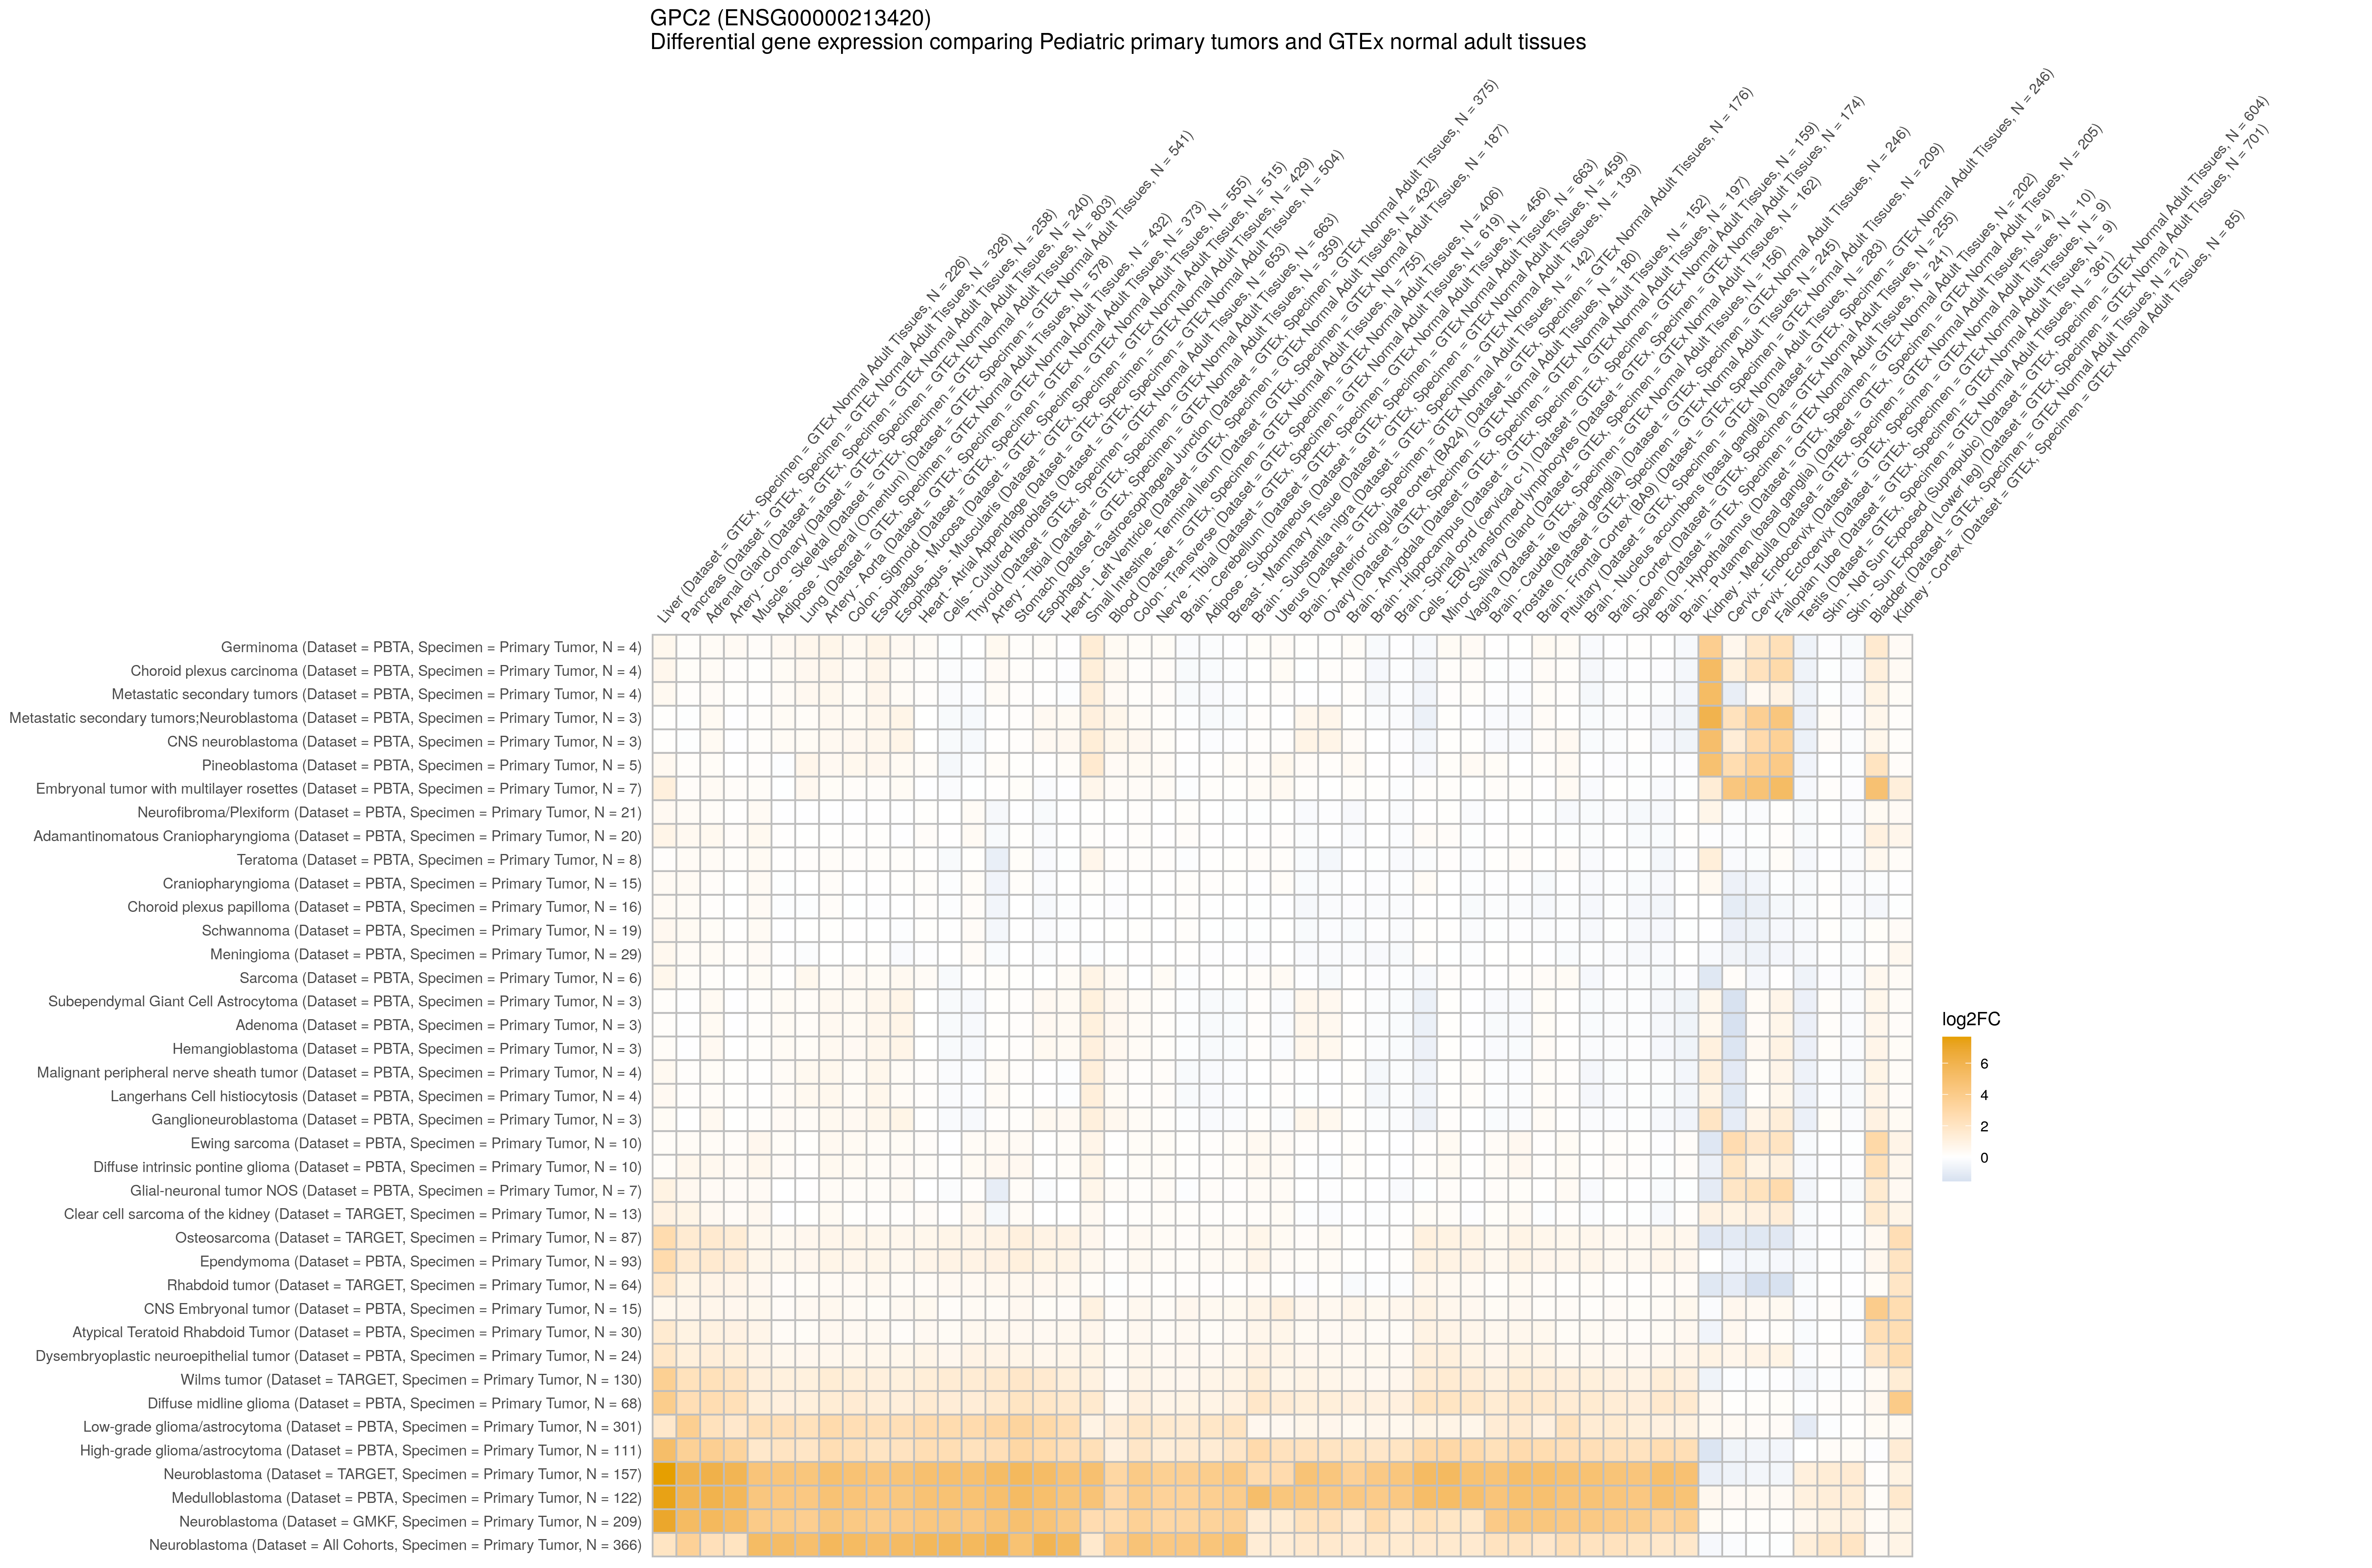 GPC2 (ENSG00000213420)
Differential gene expression comparing Pediatric primary tumors and GTEx normal adult tissues
Liver (Dataset = GTEx, Specimen = GTEx Normal Adult Tissues, N = 226)
Pancreas (Dataset = GTEx, Specimen = GTEx Normal Adult Tissues, N = 328)
Adrenal Gland (Dataset = GTEx, Specimen = GTEx Normal Adult Tissues, N = 258)
Artery - Coronary (Dataset = GTEx, Specimen = GTEx Normal Adult Tissues, N = 240)
Muscle - Skeletal (Dataset = GTEx, Specimen = GTEx Normal Adult Tissues, N = 803)
Adipose - Visceral (Omentum) (Dataset = GTEx, Specimen = GTEx Normal Adult Tissues, N = 541)
Lung (Dataset = GTEx, Specimen = GTEx Normal Adult Tissues, N = 578)
Artery - Aorta (Dataset = GTEx, Specimen = GTEx Normal Adult Tissues, N = 432)
Colon - Sigmoid (Dataset = GTEx, Specimen = GTEx Normal Adult Tissues, N = 373)
Esophagus - Mucosa (Dataset = GTEx, Specimen = GTEx Normal Adult Tissues, N = 555)
Esophagus - Muscularis (Dataset = GTEx, Specimen = GTEx Normal Adult Tissues, N = 515)
Heart - Atrial Appendage (Dataset = GTEx, Specimen = GTEx Normal Adult Tissues, N = 429)
Cells - Cultured fibroblasts (Dataset = GTEx, Specimen = GTEx Normal Adult Tissues, N = 504)
Thyroid (Dataset = GTEx, Specimen = GTEx Normal Adult Tissues, N = 653)
Artery - Tibial (Dataset = GTEx, Specimen = GTEx Normal Adult Tissues, N = 663)
Stomach (Dataset = GTEx, Specimen = GTEx Normal Adult Tissues, N = 359)
Esophagus - Gastroesophageal Junction (Dataset = GTEx, Specimen = GTEx Normal Adult Tissues, N = 375)
Heart - Left Ventricle (Dataset = GTEx, Specimen = GTEx Normal Adult Tissues, N = 432)
Small Intestine - Terminal Ileum (Dataset = GTEx, Specimen = GTEx Normal Adult Tissues, N = 187)
Blood (Dataset = GTEx, Specimen = GTEx Normal Adult Tissues, N = 755)
Colon - Transverse (Dataset = GTEx, Specimen = GTEx Normal Adult Tissues, N = 406)
Nerve - Tibial (Dataset = GTEx, Specimen = GTEx Normal Adult Tissues, N = 619)
Brain - Cerebellum (Dataset = GTEx, Specimen = GTEx Normal Adult Tissues, N = 456)
Adipose - Subcutaneous (Dataset = GTEx, Specimen = GTEx Normal Adult Tissues, N = 663)
Breast - Mammary Tissue (Dataset = GTEx, Specimen = GTEx Normal Adult Tissues, N = 459)
Brain - Substantia nigra (Dataset = GTEx, Specimen = GTEx Normal Adult Tissues, N = 139)
Uterus (Dataset = GTEx, Specimen = GTEx Normal Adult Tissues, N = 142)
Brain - Anterior cingulate cortex (BA24) (Dataset = GTEx, Specimen = GTEx Normal Adult Tissues, N = 176)
Ovary (Dataset = GTEx, Specimen = GTEx Normal Adult Tissues, N = 180)
Brain - Amygdala (Dataset = GTEx, Specimen = GTEx Normal Adult Tissues, N = 152)
Brain - Hippocampus (Dataset = GTEx, Specimen = GTEx Normal Adult Tissues, N = 197)
Brain - Spinal cord (cervical c-1) (Dataset = GTEx, Specimen = GTEx Normal Adult Tissues, N = 159)
Cells - EBV-transformed lymphocytes (Dataset = GTEx, Specimen = GTEx Normal Adult Tissues, N = 174)
Minor Salivary Gland (Dataset = GTEx, Specimen = GTEx Normal Adult Tissues, N = 162)
Vagina (Dataset = GTEx, Specimen = GTEx Normal Adult Tissues, N = 156)
Brain - Caudate (basal ganglia) (Dataset = GTEx, Specimen = GTEx Normal Adult Tissues, N = 246)
Prostate (Dataset = GTEx, Specimen = GTEx Normal Adult Tissues, N = 245)
Brain - Frontal Cortex (BA9) (Dataset = GTEx, Specimen = GTEx Normal Adult Tissues, N = 209)
Pituitary (Dataset = GTEx, Specimen = GTEx Normal Adult Tissues, N = 283)
Brain - Nucleus accumbens (basal ganglia) (Dataset = GTEx, Specimen = GTEx Normal Adult Tissues, N = 246)
Brain - Cortex (Dataset = GTEx, Specimen = GTEx Normal Adult Tissues, N = 255)
Spleen (Dataset = GTEx, Specimen = GTEx Normal Adult Tissues, N = 241)
Brain - Hypothalamus (Dataset = GTEx, Specimen = GTEx Normal Adult Tissues, N = 202)
Brain - Putamen (basal ganglia) (Dataset = GTEx, Specimen = GTEx Normal Adult Tissues, N = 205)
Kidney - Medulla (Dataset = GTEx, Specimen = GTEx Normal Adult Tissues, N = 4)
Cervix - Endocervix (Dataset = GTEx, Specimen = GTEx Normal Adult Tissues, N = 10)
Cervix - Ectocervix (Dataset = GTEx, Specimen = GTEx Normal Adult Tissues, N = 9)
Fallopian Tube (Dataset = GTEx, Specimen = GTEx Normal Adult Tissues, N = 9)
Testis (Dataset = GTEx, Specimen = GTEx Normal Adult Tissues, N = 361)
Skin - Not Sun Exposed (Suprapubic) (Dataset = GTEx, Specimen = GTEx Normal Adult Tissues, N = 604)
Skin - Sun Exposed (Lower leg) (Dataset = GTEx, Specimen = GTEx Normal Adult Tissues, N = 701)
Bladder (Dataset = GTEx, Specimen = GTEx Normal Adult Tissues, N = 21)
Kidney - Cortex (Dataset = GTEx, Specimen = GTEx Normal Adult Tissues, N = 85)
Germinoma (Dataset = PBTA, Specimen = Primary Tumor, N = 4)
Choroid plexus carcinoma (Dataset = PBTA, Specimen = Primary Tumor, N = 4)
Metastatic secondary tumors (Dataset = PBTA, Specimen = Primary Tumor, N = 4)
Metastatic secondary tumors;Neuroblastoma (Dataset = PBTA, Specimen = Primary Tumor, N = 3)
CNS neuroblastoma (Dataset = PBTA, Specimen = Primary Tumor, N = 3)
Pineoblastoma (Dataset = PBTA, Specimen = Primary Tumor, N = 5)
Embryonal tumor with multilayer rosettes (Dataset = PBTA, Specimen = Primary Tumor, N = 7)
Neurofibroma/Plexiform (Dataset = PBTA, Specimen = Primary Tumor, N = 21)
Adamantinomatous Craniopharyngioma (Dataset = PBTA, Specimen = Primary Tumor, N = 20)
Teratoma (Dataset = PBTA, Specimen = Primary Tumor, N = 8)
Craniopharyngioma (Dataset = PBTA, Specimen = Primary Tumor, N = 15)
Choroid plexus papilloma (Dataset = PBTA, Specimen = Primary Tumor, N = 16)
Schwannoma (Dataset = PBTA, Specimen = Primary Tumor, N = 19)
Meningioma (Dataset = PBTA, Specimen = Primary Tumor, N = 29)
Sarcoma (Dataset = PBTA, Specimen = Primary Tumor, N = 6)
Subependymal Giant Cell Astrocytoma (Dataset = PBTA, Specimen = Primary Tumor, N = 3)
Adenoma (Dataset = PBTA, Specimen = Primary Tumor, N = 3)
Hemangioblastoma (Dataset = PBTA, Specimen = Primary Tumor, N = 3)
Malignant peripheral nerve sheath tumor (Dataset = PBTA, Specimen = Primary Tumor, N = 4)
Langerhans Cell histiocytosis (Dataset = PBTA, Specimen = Primary Tumor, N = 4)
Ganglioneuroblastoma (Dataset = PBTA, Specimen = Primary Tumor, N = 3)
Ewing sarcoma (Dataset = PBTA, Specimen = Primary Tumor, N = 10)
Diffuse intrinsic pontine glioma (Dataset = PBTA, Specimen = Primary Tumor, N = 10)
Glial-neuronal tumor NOS (Dataset = PBTA, Specimen = Primary Tumor, N = 7)
Clear cell sarcoma of the kidney (Dataset = TARGET, Specimen = Primary Tumor, N = 13)
Osteosarcoma (Dataset = TARGET, Specimen = Primary Tumor, N = 87)
Ependymoma (Dataset = PBTA, Specimen = Primary Tumor, N = 93)
Rhabdoid tumor (Dataset = TARGET, Specimen = Primary Tumor, N = 64)
CNS Embryonal tumor (Dataset = PBTA, Specimen = Primary Tumor, N = 15)
Atypical Teratoid Rhabdoid Tumor (Dataset = PBTA, Specimen = Primary Tumor, N = 30)
Dysembryoplastic neuroepithelial tumor (Dataset = PBTA, Specimen = Primary Tumor, N = 24)
Wilms tumor (Dataset = TARGET, Specimen = Primary Tumor, N = 130)
Diffuse midline glioma (Dataset = PBTA, Specimen = Primary Tumor, N = 68)
Low-grade glioma/astrocytoma (Dataset = PBTA, Specimen = Primary Tumor, N = 301)
High-grade glioma/astrocytoma (Dataset = PBTA, Specimen = Primary Tumor, N = 111)
Neuroblastoma (Dataset = TARGET, Specimen = Primary Tumor, N = 157)
Medulloblastoma (Dataset = PBTA, Specimen = Primary Tumor, N = 122)
Neuroblastoma (Dataset = GMKF, Specimen = Primary Tumor, N = 209)
Neuroblastoma (Dataset = All Cohorts, Specimen = Primary Tumor, N = 366)
log2FC
6
4
2
0